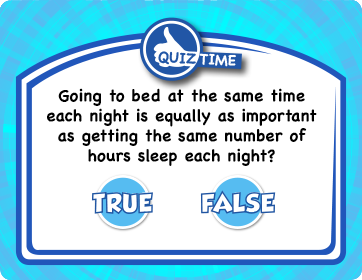 QUIZ TIME
Going to bed at the same time
each night is equally as important
as getting the same number of
hours sleep each night?
TRUE FALSE